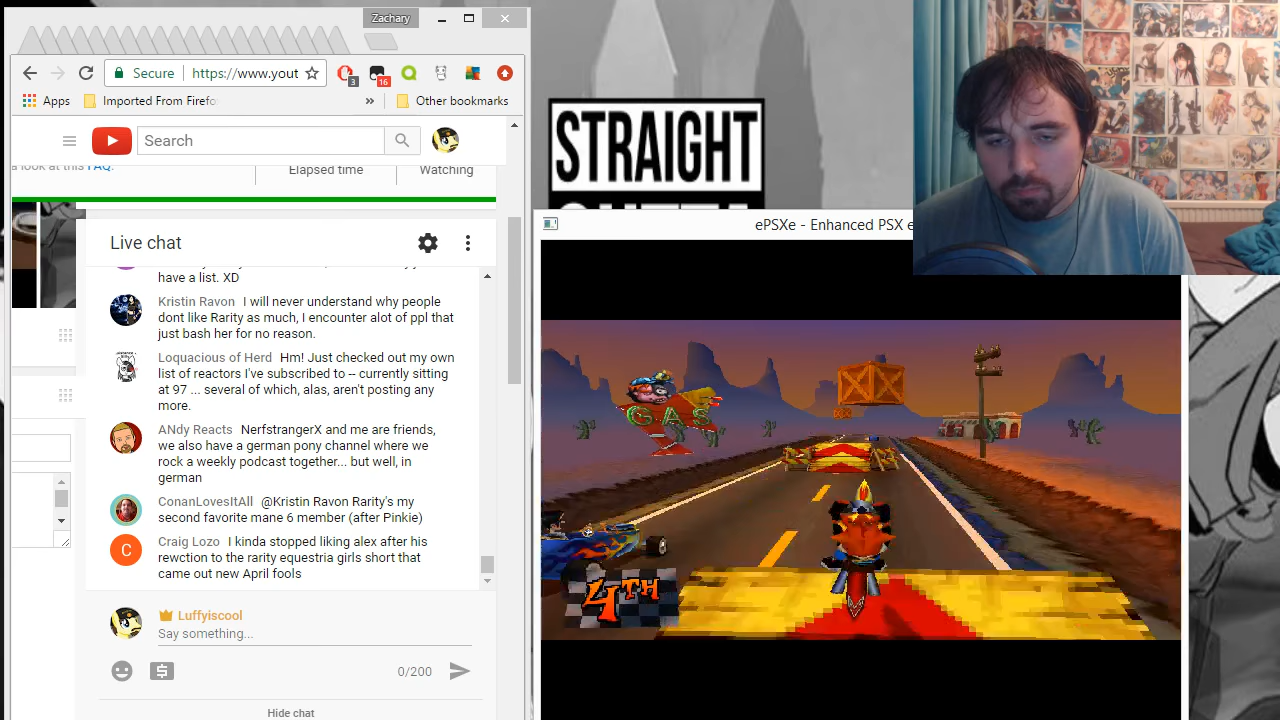 Zachary
Secure
https://www.yout
3
16
Apps
Imported From Firefo
»
Other bookmarks
Search
a look at this FAQ.
Elapsed time
Watching
Live chat
have a list. XD
Kristin Ravon I will never understand why people
dont like Rarity as much, I encounter alot of ppl that
just bash her for no reason.
Loquacious of Herd Hm! Just checked out my own
list of reactors I've subscribed to -- currently sitting
at 97 ... several of which, alas, aren't posting any
more.
ANdy Reacts NerfstrangerX and me are friends,
we also have a german pony channel where we
rock a weekly podcast together... but well, in
german
ConanLovesItAll @Kristin Ravon Rarity's my
second favorite mane 6 member (after Pinkie)
C
Craig Lozo I kinda stopped liking alex after his
rewction to the rarity equestria girls short that
came out new April fools
Luffyiscool
Say something...
0/200
Hide chat
STRAIGHT
ePSXe - Enhanced PSX e
GAS
4TH